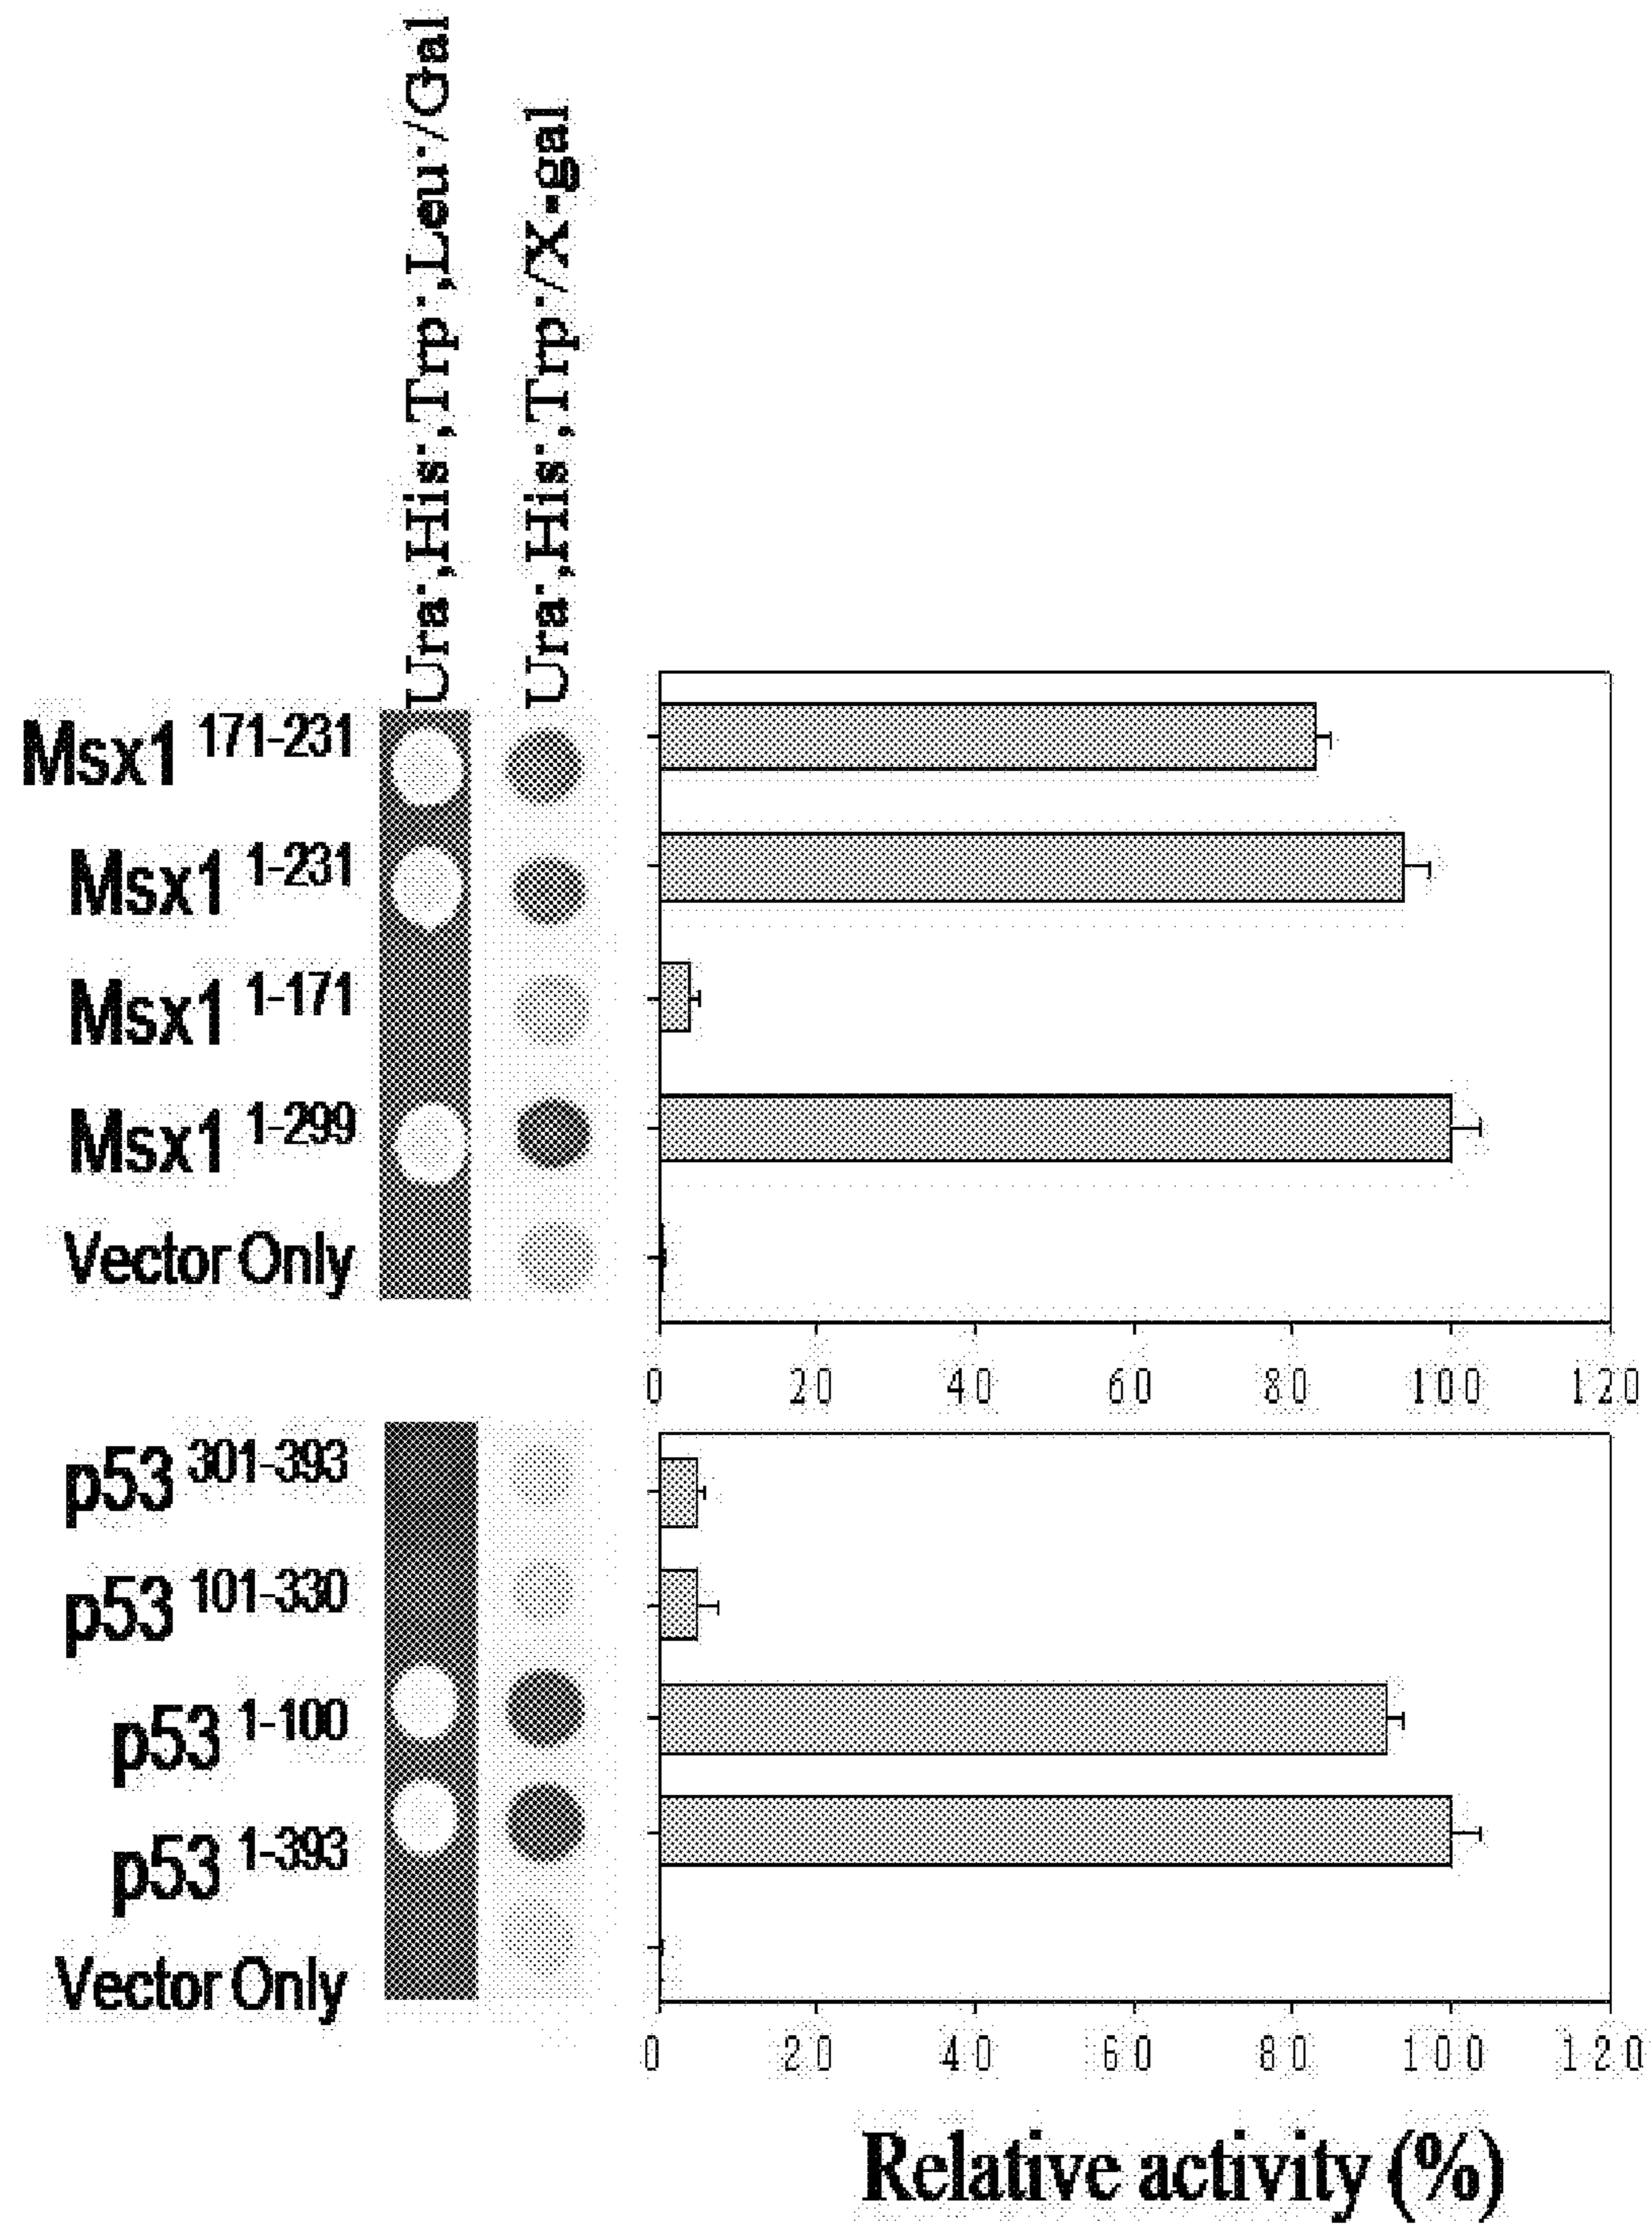 Ura⁻,His⁻,Trp⁻,Leu⁻/Gal
Ura⁻,His⁻,Trp⁻/X-gal
Msx1 171-231
Msx1 1-231
Msx1 1-171
Msx1 1-299
Vector Only
0 20 40 60 80 100 120
p53 301-393
p53 101-330
p53 1-100
p53 1-393
Vector Only
0 20 40 60 80 100 120
Relative activity (%)